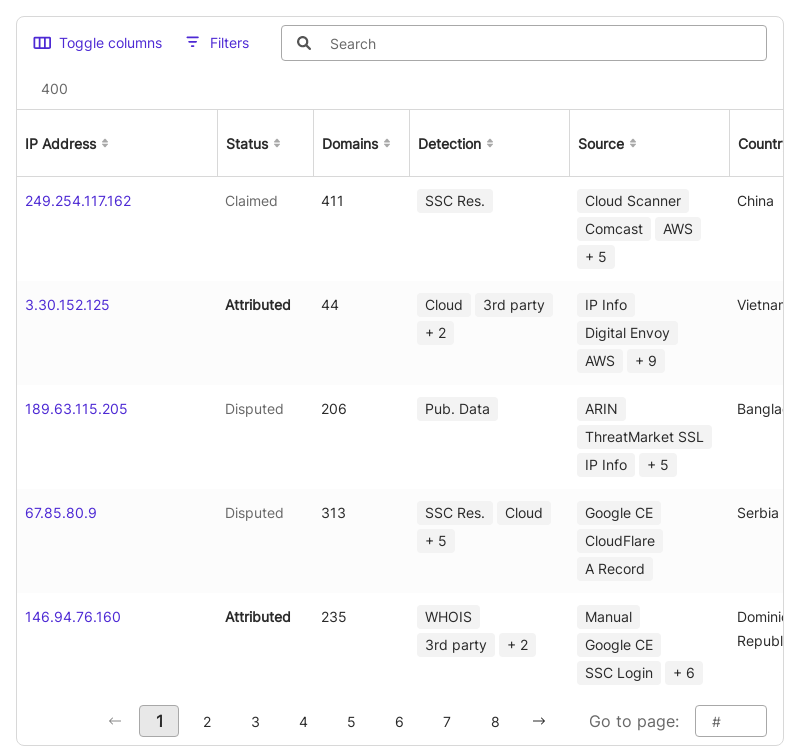 Toggle columns Filters Search
400
IP Address Status Domains Detection Source Countr
249.254.117.162 Claimed 411 SSC Res. Cloud Scanner China
Comcast AWS
+ 5
3.30.152.125 Attributed 44 Cloud 3rd party IP Info Vietnam
+ 2 Digital Envoy
AWS + 9
189.63.115.205 Disputed 206 Pub. Data ARIN Banglad
ThreatMarket SSL
IP Info + 5
67.85.80.9 Disputed 313 SSC Res. Cloud Google CE Serbia
+ 5 CloudFlare
A Record
146.94.76.160 Attributed 235 WHOIS Manual Dominic
3rd party + 2 Google CE Republ
SSC Login + 6
← 1 2 3 4 5 6 7 8 → Go to page: #